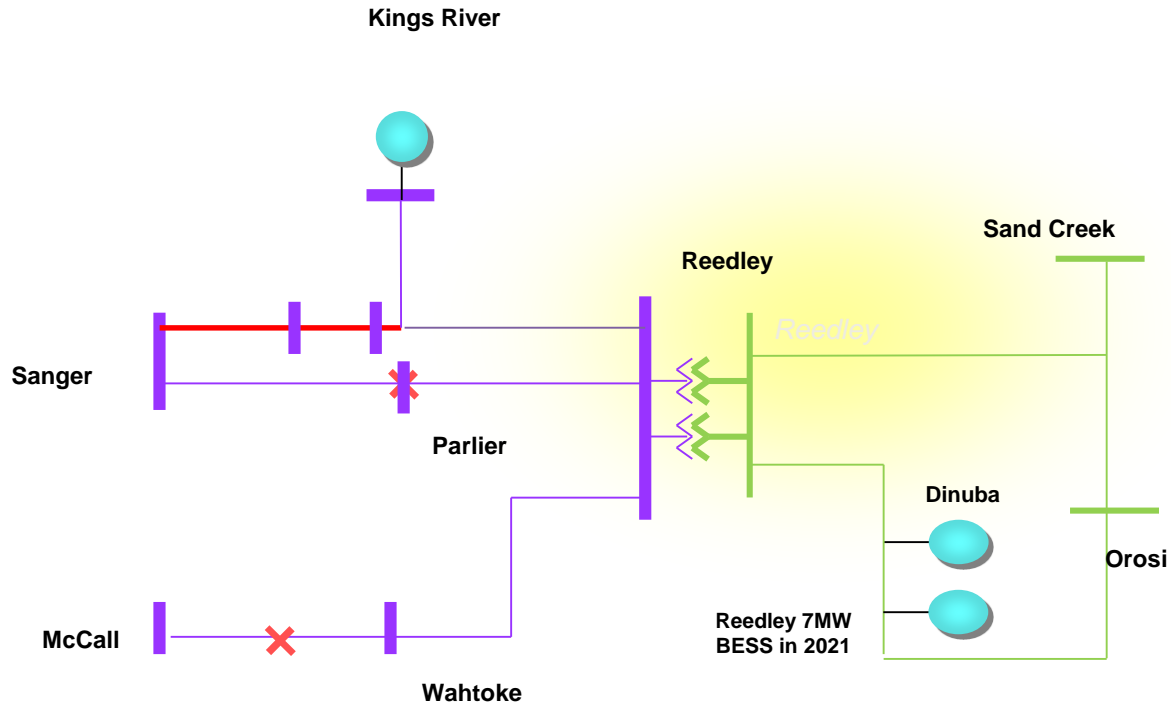 Kings River
Sand Creek
Reedley
Reedley
Sanger
Parlier
Dinuba
Orosi
Reedley 7MW
BESS in 2021
McCall
Wahtoke